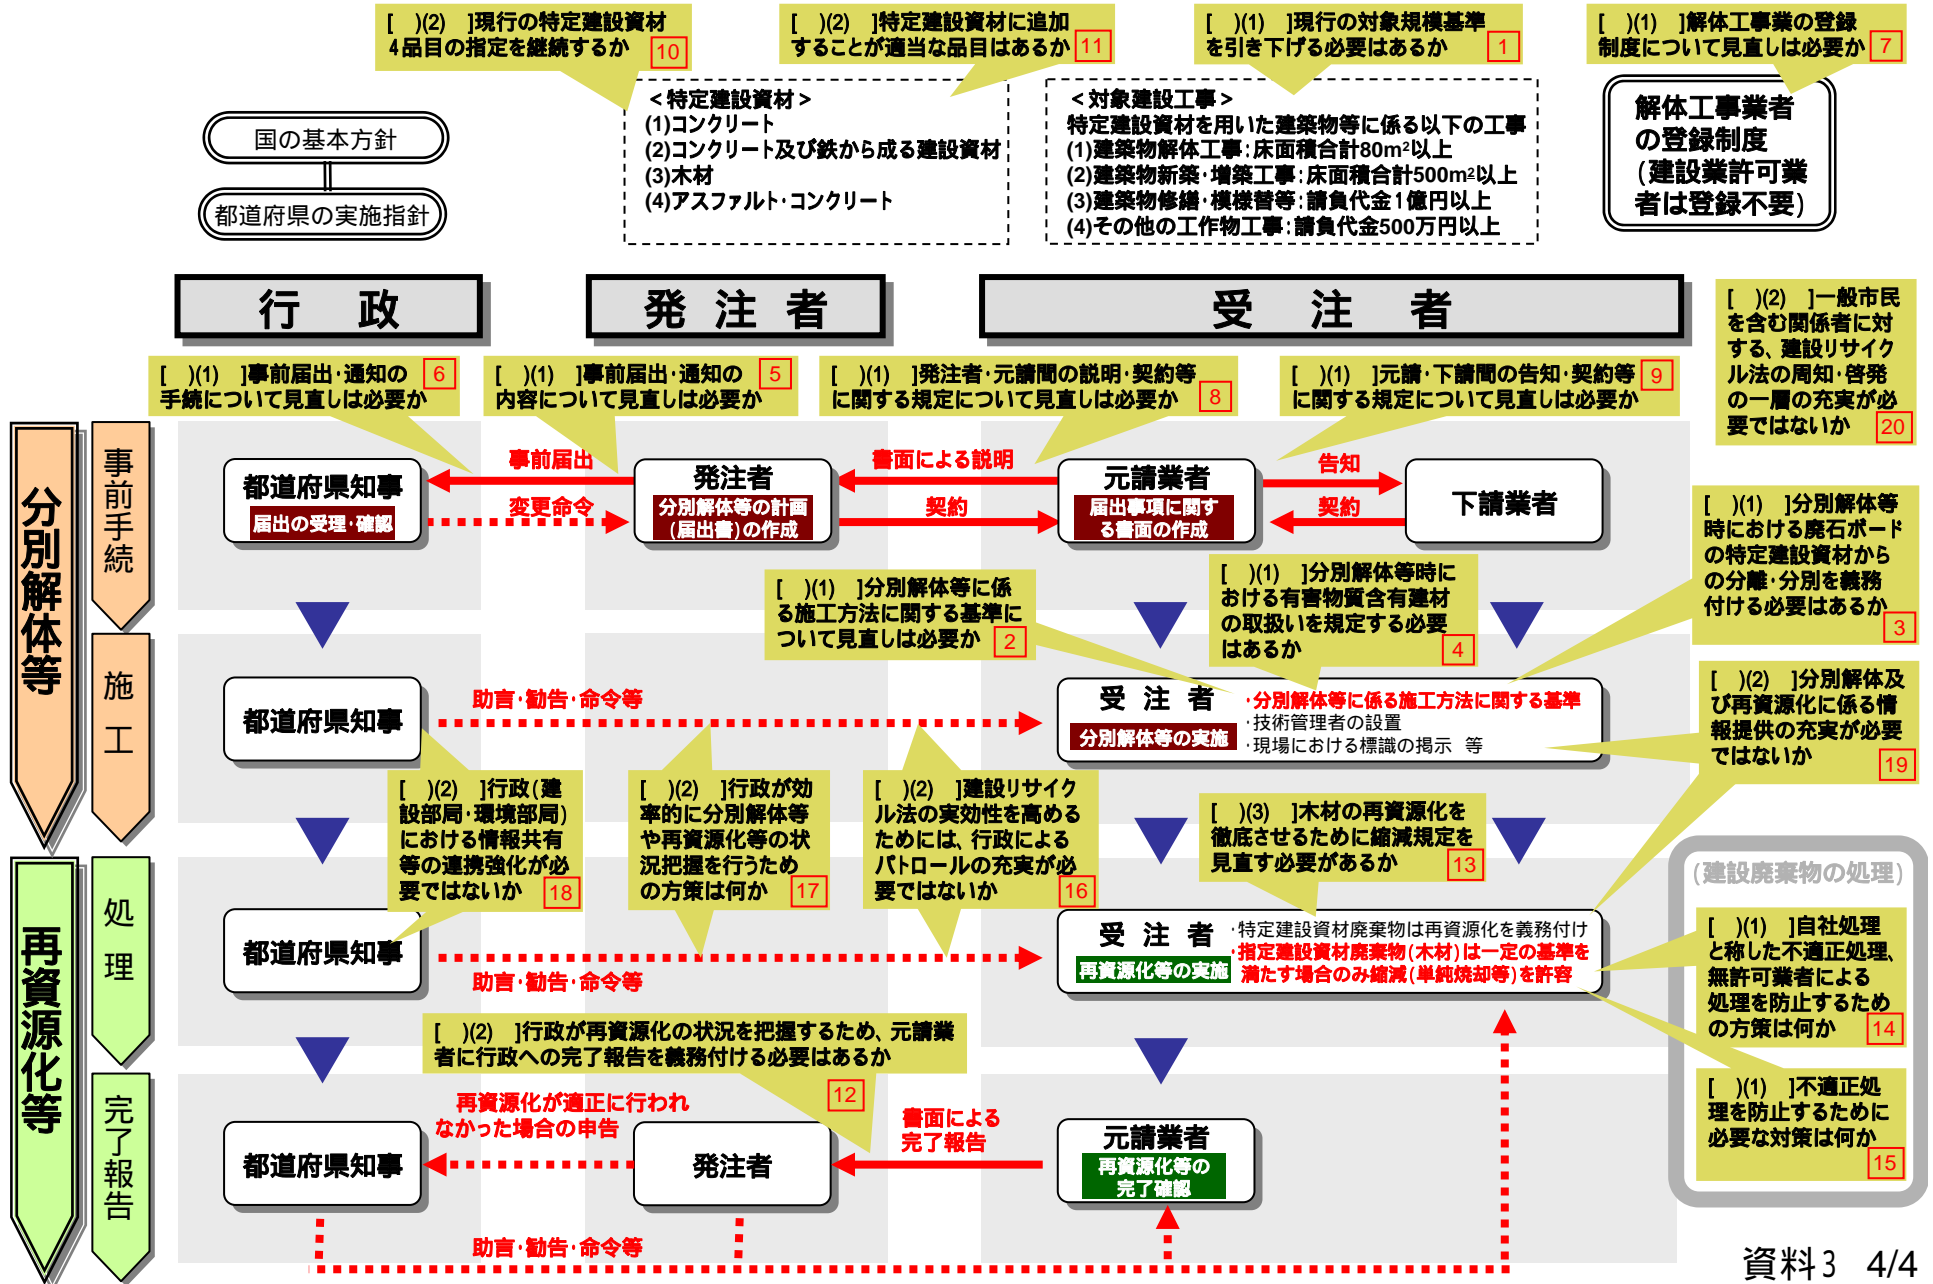 [　)(2)　]現行の特定建設資材
4品目の指定を継続するか
10
[　)(2)　]特定建設資材に追加
することが適当な品目はあるか
11
[　)(1)　]現行の対象規模基準
を引き下げる必要はあるか
1
[　)(1)　]解体工事業の登録
制度について見直しは必要か
7
国の基本方針
都道府県の実施指針
＜特定建設資材＞
(1)コンクリート
(2)コンクリート及び鉄から成る建設資材
(3)木材
(4)アスファルト・コンクリート
＜対象建設工事＞
特定建設資材を用いた建築物等に係る以下の工事
(1)建築物解体工事：床面積合計80m²以上
(2)建築物新築・増築工事：床面積合計500m²以上
(3)建築物修繕・模様替等：請負代金1億円以上
(4)その他の工作物工事：請負代金500万円以上
解体工事業者
の登録制度
（建設業許可業
者は登録不要）
行　政
発 注 者
受　注　者
[　)(2)　]一般市民
を含む関係者に対
する、建設リサイク
ル法の周知・啓発
の一層の充実が必
要ではないか
20
[　)(1)　]事前届出・通知の
手続について見直しは必要か
6
[　)(1)　]事前届出・通知の
内容について見直しは必要か
5
[　)(1)　]発注者・元請間の説明・契約等
に関する規定について見直しは必要か
8
[　)(1)　]元請・下請間の告知・契約等
に関する規定について見直しは必要か
9
分別解体等
事前手続
都道府県知事
届出の受理・確認
事前届出
変更命令
発注者
分別解体等の計画
（届出書）の作成
書面による説明
契約
元請業者
届出事項に関す
る書面の作成
告知
契約
下請業者
[　)(1)　]分別解体等
時における廃石ボード
の特定建設資材から
の分離・分別を義務
付ける必要はあるか
3
[　)(1)　]分別解体等に係
る施工方法に関する基準に
ついて見直しは必要か
2
[　)(1)　]分別解体等時に
おける有害物質含有建材
の取扱いを規定する必要
はあるか
4
施工
都道府県知事
助言・勧告・命令等
受 注 者
分別解体等の実施
・分別解体等に係る施工方法に関する基準
・技術管理者の設置
・現場における標識の掲示　等
[　)(2)　]分別解体及
び再資源化に係る情
報提供の充実が必要
ではないか
19
[　)(2)　]行政（建
設部局・環境部局）
における情報共有
等の連携強化が必
要ではないか
18
[　)(2)　]行政が効
率的に分別解体等
や再資源化等の状
況把握を行うため
の方策は何か
17
[　)(2)　]建設リサイク
ル法の実効性を高める
ためには、行政による
パトロールの充実が必
要ではないか
16
[　)(3)　]木材の再資源化を
徹底させるために縮減規定を
見直す必要があるか
13
再資源化等
処理
都道府県知事
助言・勧告・命令等
受 注 者
再資源化等の実施
・特定建設資材廃棄物は再資源化を義務付け
・指定建設資材廃棄物（木材）は一定の基準を
満たす場合のみ縮減（単純焼却等）を許容
（建設廃棄物の処理）
[　)(1)　]自社処理
と称した不適正処理、
無許可業者による
処理を防止するため
の方策は何か
14
[　)(1)　]不適正処
理を防止するために
必要な対策は何か
15
[　)(2)　]行政が再資源化の状況を把握するため、元請業
者に行政への完了報告を義務付ける必要はあるか
12
完了報告
都道府県知事
再資源化が適正に行われ
なかった場合の申告
発注者
書面による
完了報告
元請業者
再資源化等の
完了確認
助言・勧告・命令等
資料3　4/4